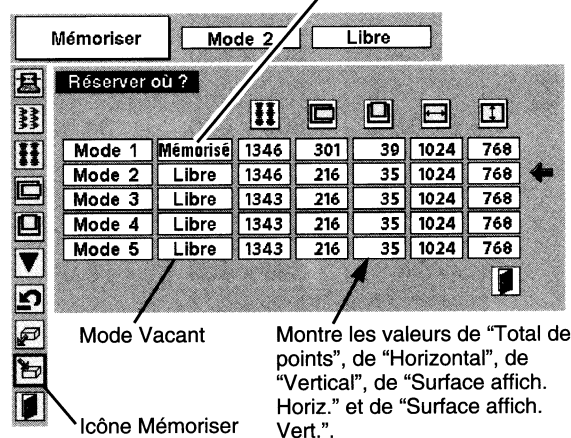 Mémoriser Mode 2 Libre
Réserver où ?
Mode 1 Mémorisé 1346 301 39 1024 768
Mode 2 Libre 1346 216 35 1024 768
Mode 3 Libre 1343 216 35 1024 768
Mode 4 Libre 1343 216 35 1024 768
Mode 5 Libre 1343 216 35 1024 768
Mode Vacant
Montre les valeurs de “Total de
points”, de “Horizontal”, de
“Vertical”, de “Surface affich.
Horiz.” et de “Surface affich.
Vert.”.
Icône Mémoriser